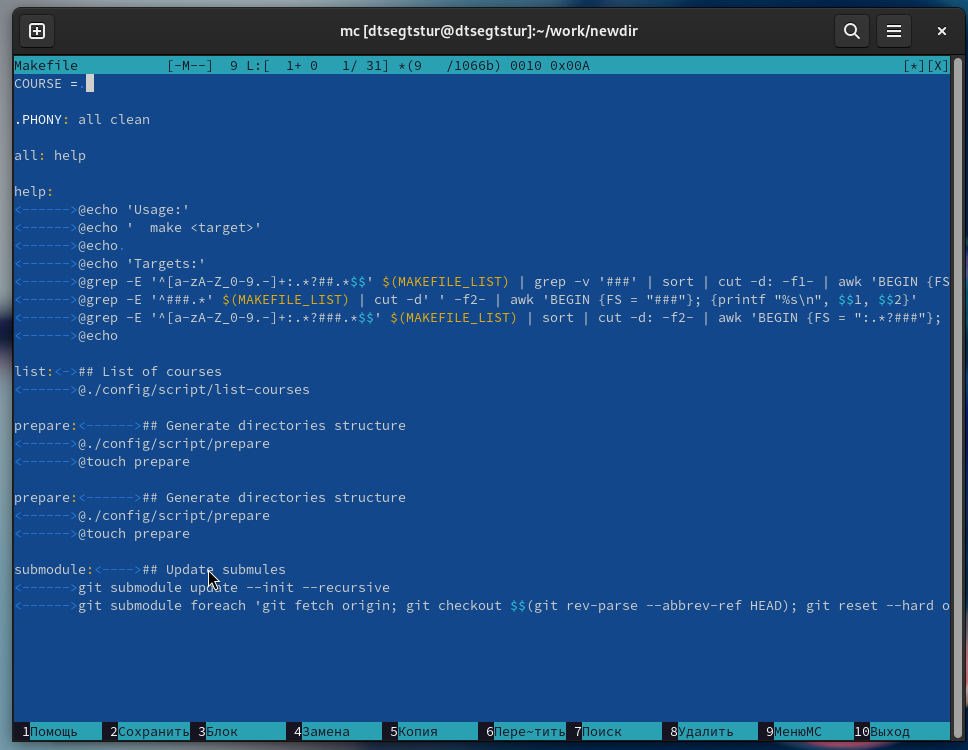 mc [dtsegtstur@dtsegtstur]:~/work/newdir
Makefile [-M--] 9 L:[ 1+ 0 1/ 31] *(9 /1066b) 0010 0x00A [*][X]
COURSE =.
.PHONY: all clean
all: help
help:
<------>@echo 'Usage:'
<------>@echo '  make <target>'
<------>@echo.
<------>@echo 'Targets:'
<------>@grep -E '^[a-zA-Z_0-9.-]+:.*?##.*$$' $(MAKEFILE_LIST) | grep -v '###' | sort | cut -d: -f1- | awk 'BEGIN {FS
<------>@grep -E '^###.*' $(MAKEFILE_LIST) | cut -d' ' -f2- | awk 'BEGIN {FS = "###"}; {printf "%s\n", $$1, $$2}'
<------>@grep -E '^[a-zA-Z_0-9.-]+:.*?###.*$$' $(MAKEFILE_LIST) | sort | cut -d: -f2- | awk 'BEGIN {FS = ":.*?###"};
<------>@echo
list:<->## List of courses
<------>@./config/script/list-courses
prepare:<------>## Generate directories structure
<------>@./config/script/prepare
<------>@touch prepare
prepare:<------>## Generate directories structure
<------>@./config/script/prepare
<------>@touch prepare
submodule:<---->## Update submules
<------>git submodule update --init --recursive
<------>git submodule foreach 'git fetch origin; git checkout $$(git rev-parse --abbrev-ref HEAD); git reset --hard o
1Помощь 2Сохранить 3Блок 4Замена 5Копия 6Пере~тить 7Поиск 8Удалить 9МенюMC 10Выход